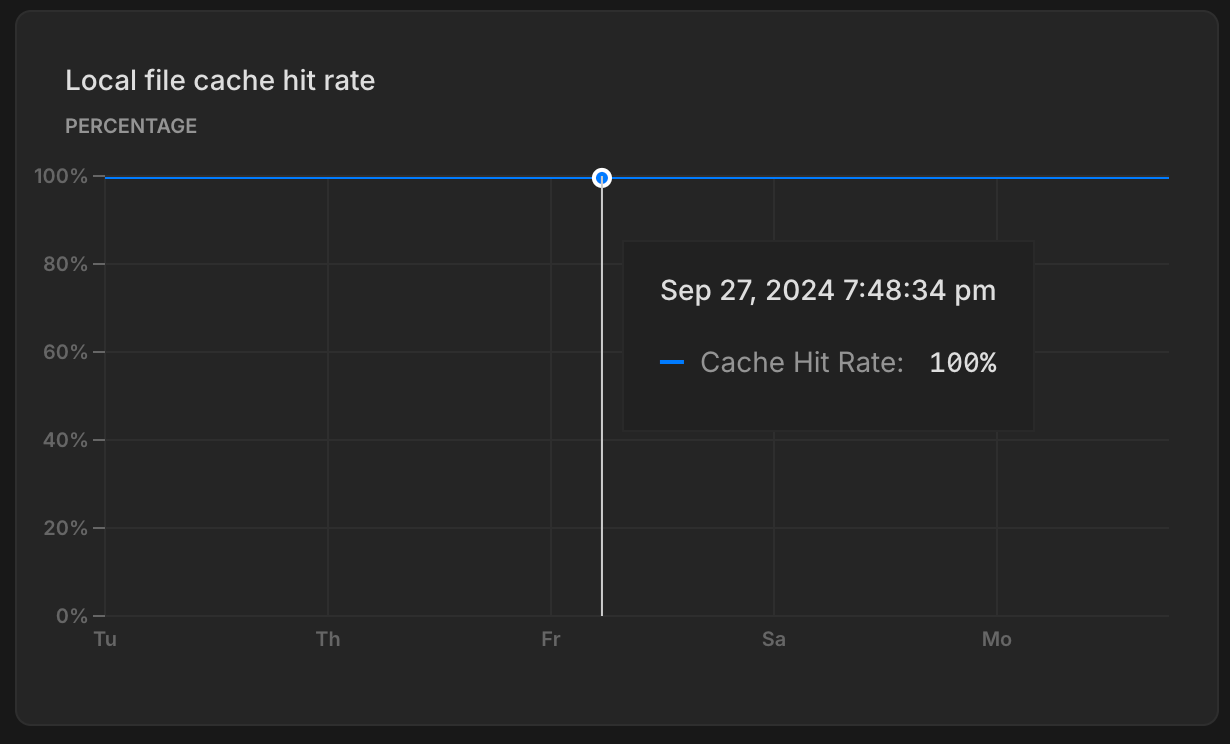 Local file cache hit rate
PERCENTAGE
100%
80%
Sep 27, 2024 7:48:34 pm
60%
Cache Hit Rate: 100%
40%
20%
0%
Tu Th Fr Sa Mo